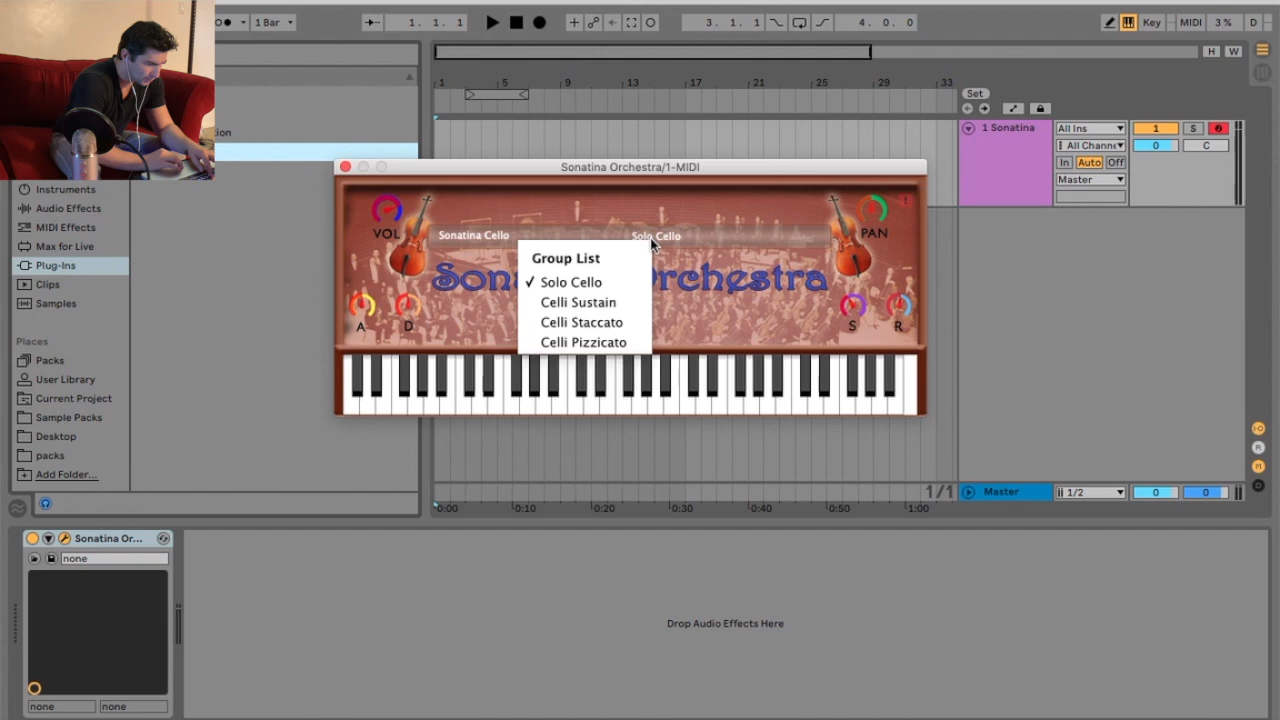 1 Bar
1. 1. 1
3. 1. 1
4. 0. 0
Key
MIDI
3 %
D
H
W
1
5
9
13
17
21
25
29
33
Set
1 Sonatina
All Ins
1
S
All Channe
0
C
In
Auto
Off
Master
Instruments
Audio Effects
MIDI Effects
Max for Live
Plug-Ins
Clips
Samples
Places
Packs
User Library
Current Project
Sample Packs
Desktop
packs
Add Folder...
Sonatina Orchestra/1-MIDI
VOL
PAN
Sonatina Cello
Solo Cello
Group List
✓ Solo Cello
Celli Sustain
Celli Staccato
Celli Pizzicato
A
D
S
R
1/1
Master
1/2
0
0
0:00
0:10
0:20
0:30
0:40
0:50
1:00
Sonatina Or...
none
none
none
Drop Audio Effects Here